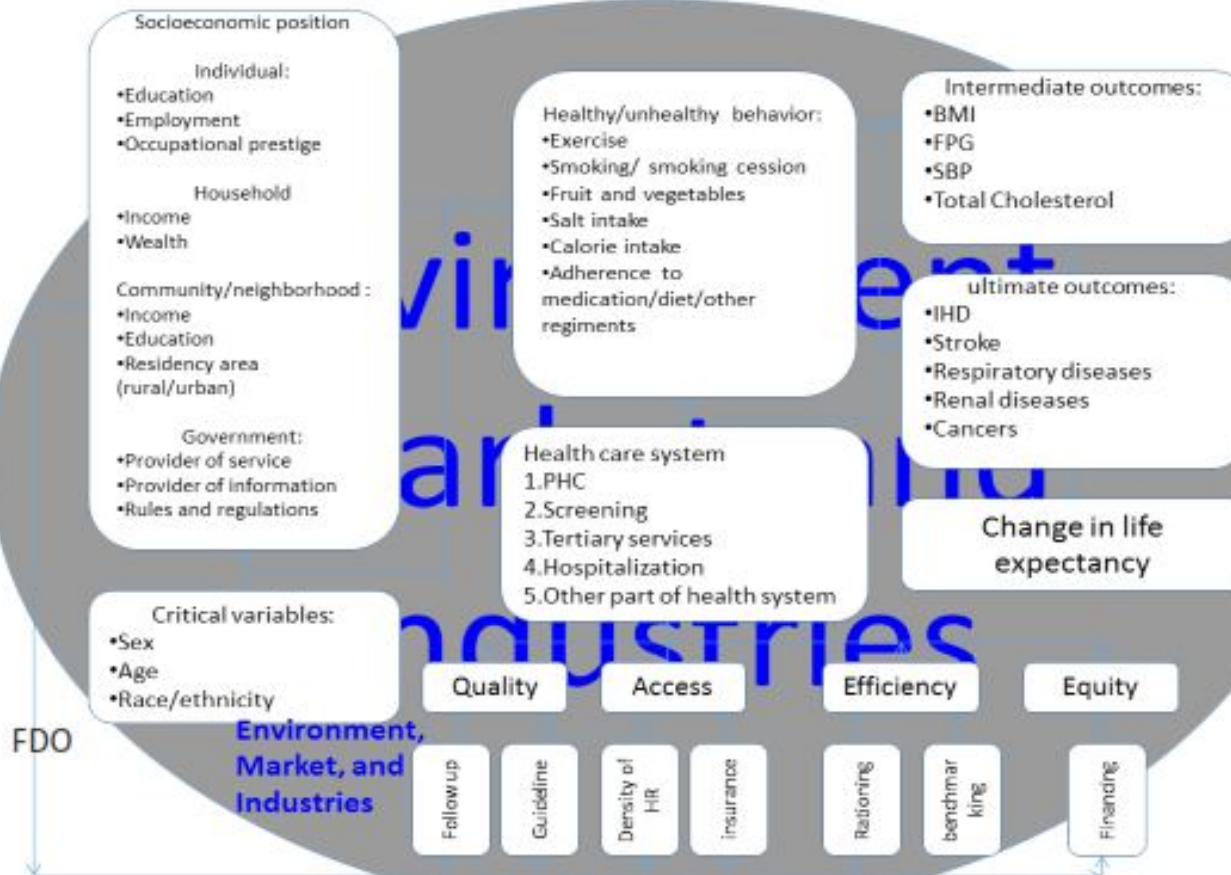 Socioeconomic position
Individual:
•Education
•Employment
•Occupational prestige
Household
•Income
•Wealth
Community/neighborhood :
•Income
•Education
•Residency area
(rural/urban)
Government:
•Provider of service
•Provider of information
•Rules and regulations
Critical variables:
•Sex
•Age
•Race/ethnicity
Healthy/unhealthy behavior:
•Exercise
•Smoking/ smoking cession
•Fruit and vegetables
•Salt intake
•Calorie intake
•Adherence to
medication/diet/other
regiments
Health care system
1.PHC
2.Screening
3.Tertiary services
4.Hospitalization
5.Other part of health system
Intermediate outcomes:
•BMI
•FPG
•SBP
•Total Cholesterol
ultimate outcomes:
•IHD
•Stroke
•Respiratory diseases
•Renal diseases
•Cancers
Change in life
expectancy
Quality
Access
Efficiency
Equity
FDO
Environment,
Market, and
Industries
Follow up
Guideline
Density of
HR
insurance
Rationing
benchmar
king
Financing